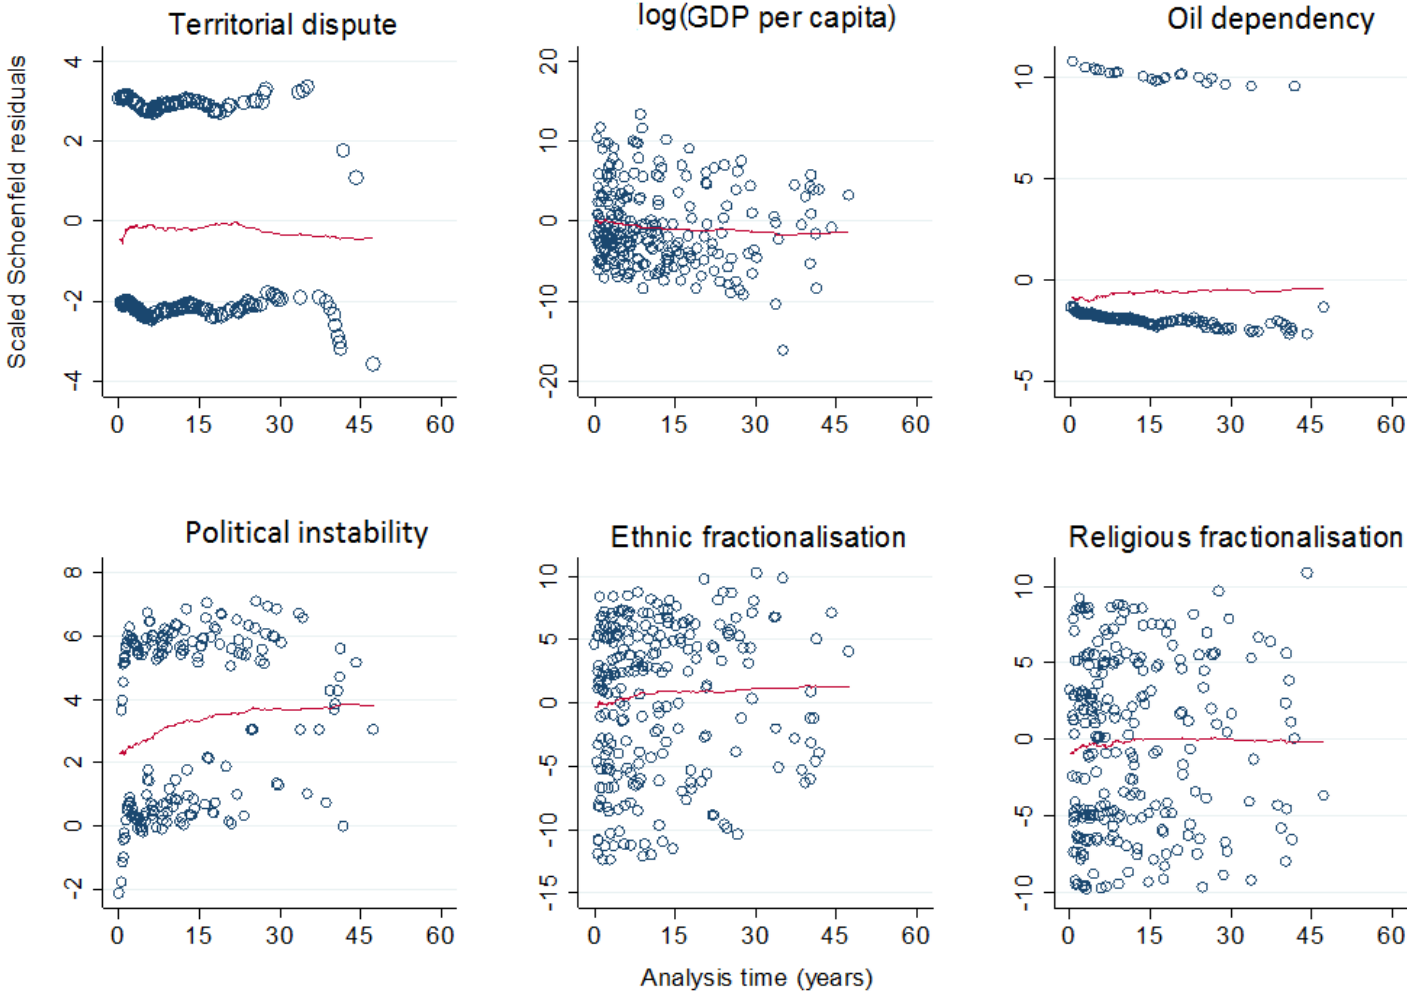 Territorial dispute
log(GDP per capita)
Oil dependency
Scaled Schoenfeld residuals
4
2
0
-2
-4
0 15 30 45 60
20
10
0
-10
-20
0 15 30 45 60
10
5
0
-5
0 15 30 45 60
Political instability
Ethnic fractionalisation
Religious fractionalisation
8
6
4
2
0
-2
0 15 30 45 60
10
5
0
-5
-10
-15
0 15 30 45 60
10
5
0
-5
-10
0 15 30 45 60
Analysis time (years)